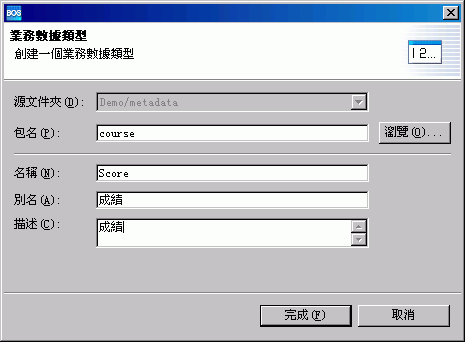 BOS
業務數據類型
創建一個業務數據類型
12...
源文件夾(D):
Demo/metadata
包名(P):
course
瀏覽(O)...
名稱(N):
Score
別名(A):
成績
描述(C):
成績
完成(F)
取消